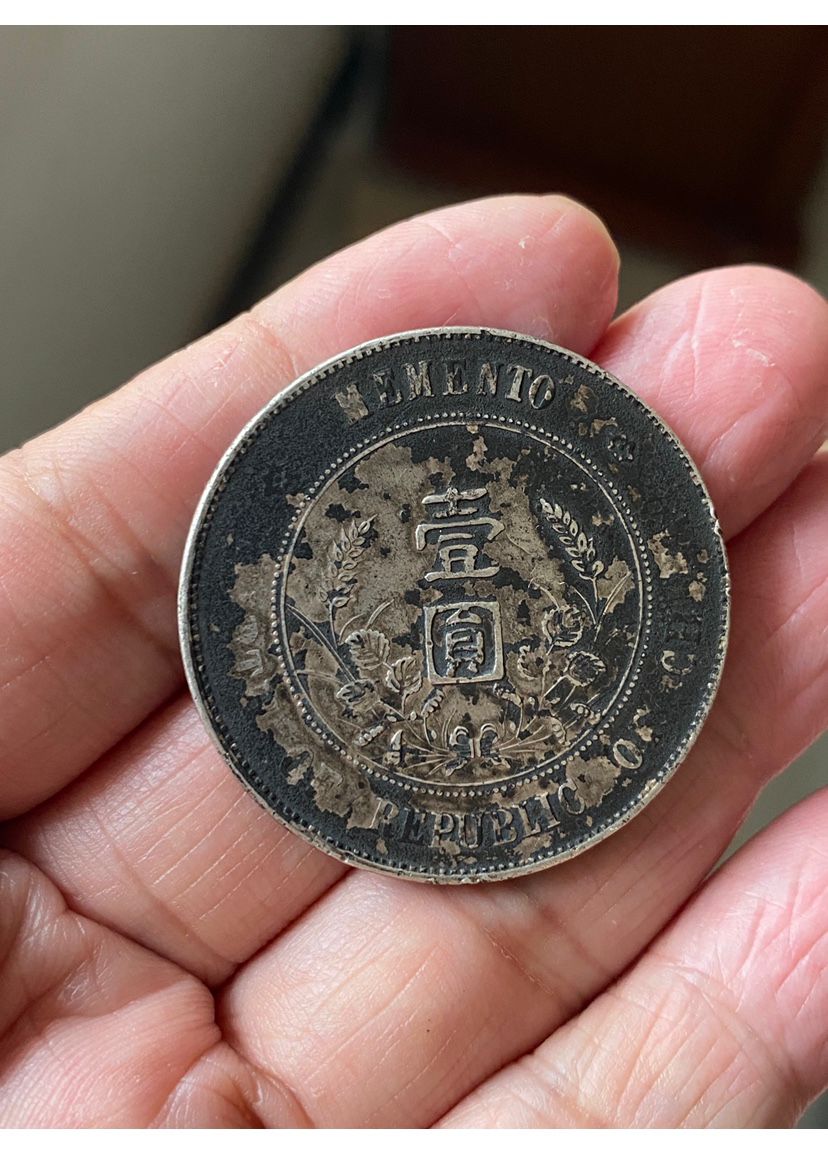 MEMENTO
壹
圓
REPUBLIC OF